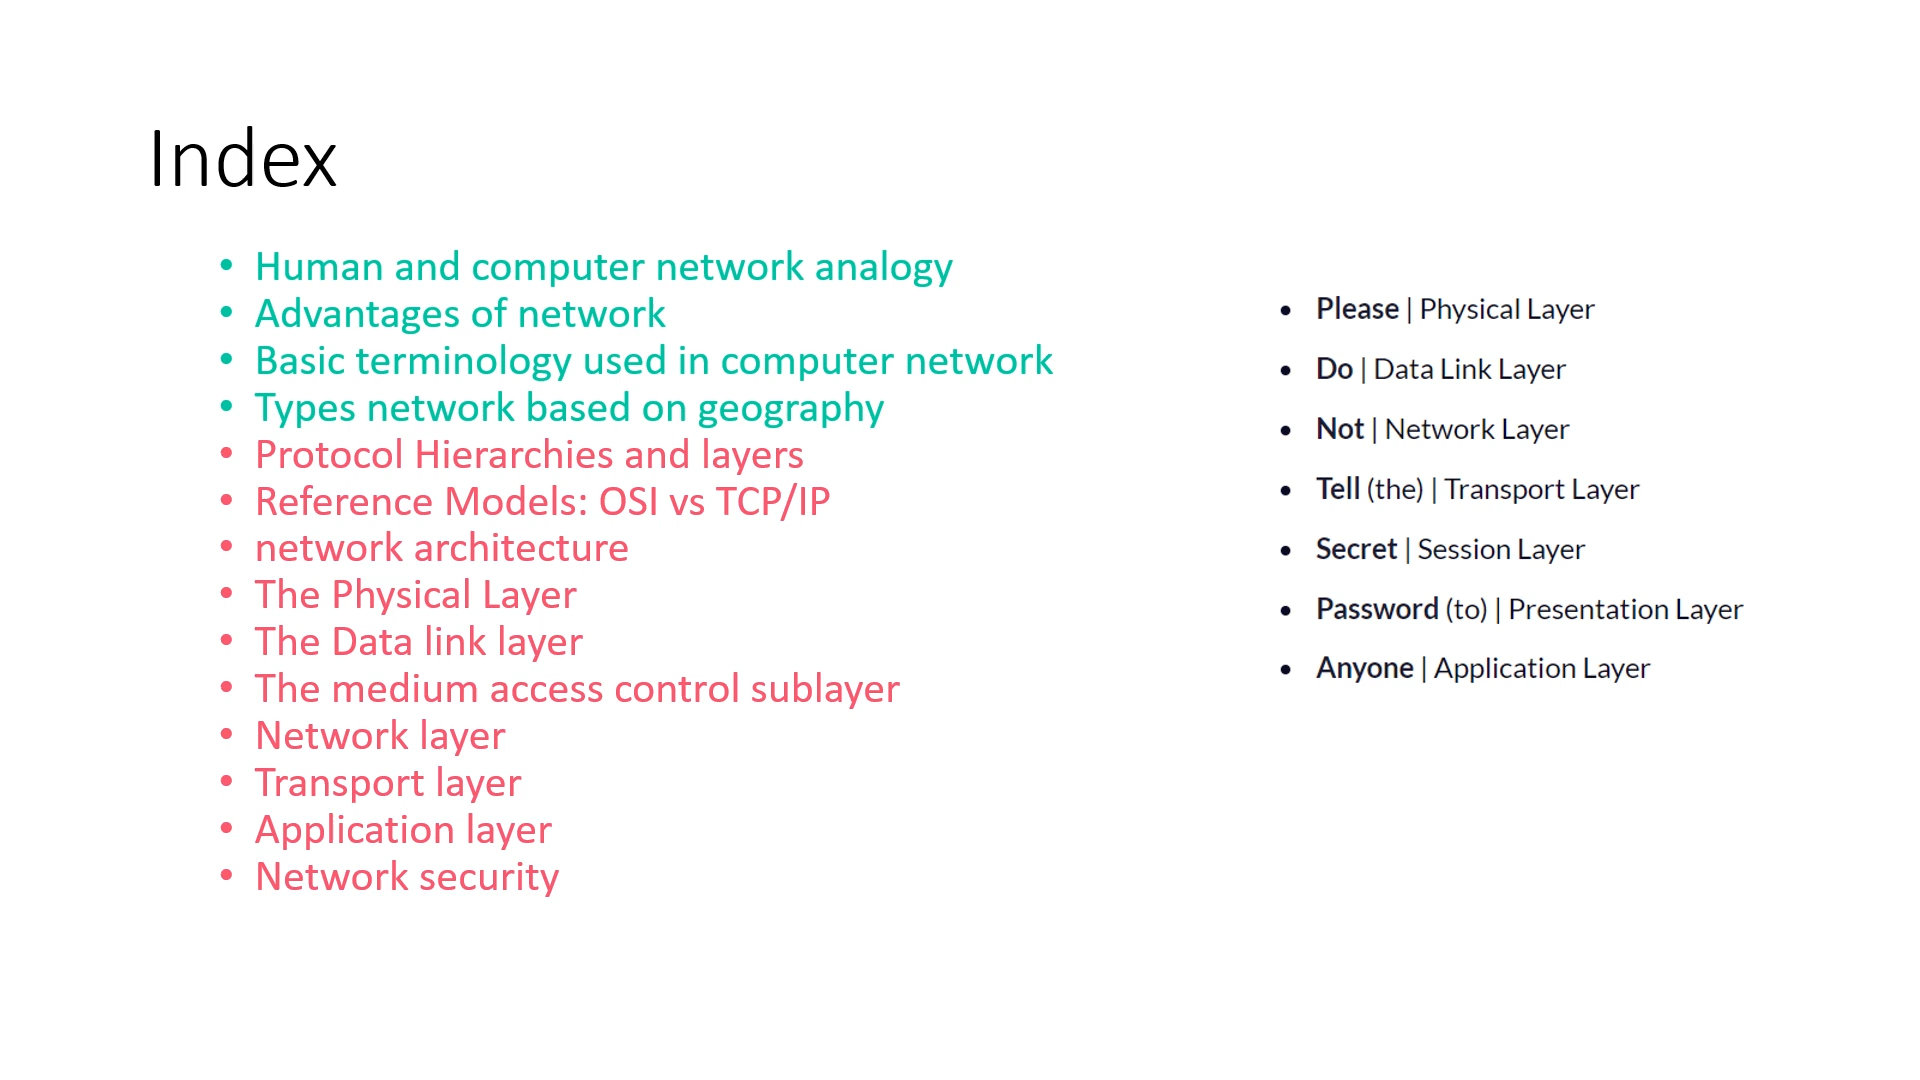 Index
• Human and computer network analogy
• Advantages of network
• Basic terminology used in computer network
• Types network based on geography
• Protocol Hierarchies and layers
• Reference Models: OSI vs TCP/IP
• network architecture
• The Physical Layer
• The Data link layer
• The medium access control sublayer
• Network layer
• Transport layer
• Application layer
• Network security
• Please | Physical Layer
• Do | Data Link Layer
• Not | Network Layer
• Tell (the) | Transport Layer
• Secret | Session Layer
• Password (to) | Presentation Layer
• Anyone | Application Layer